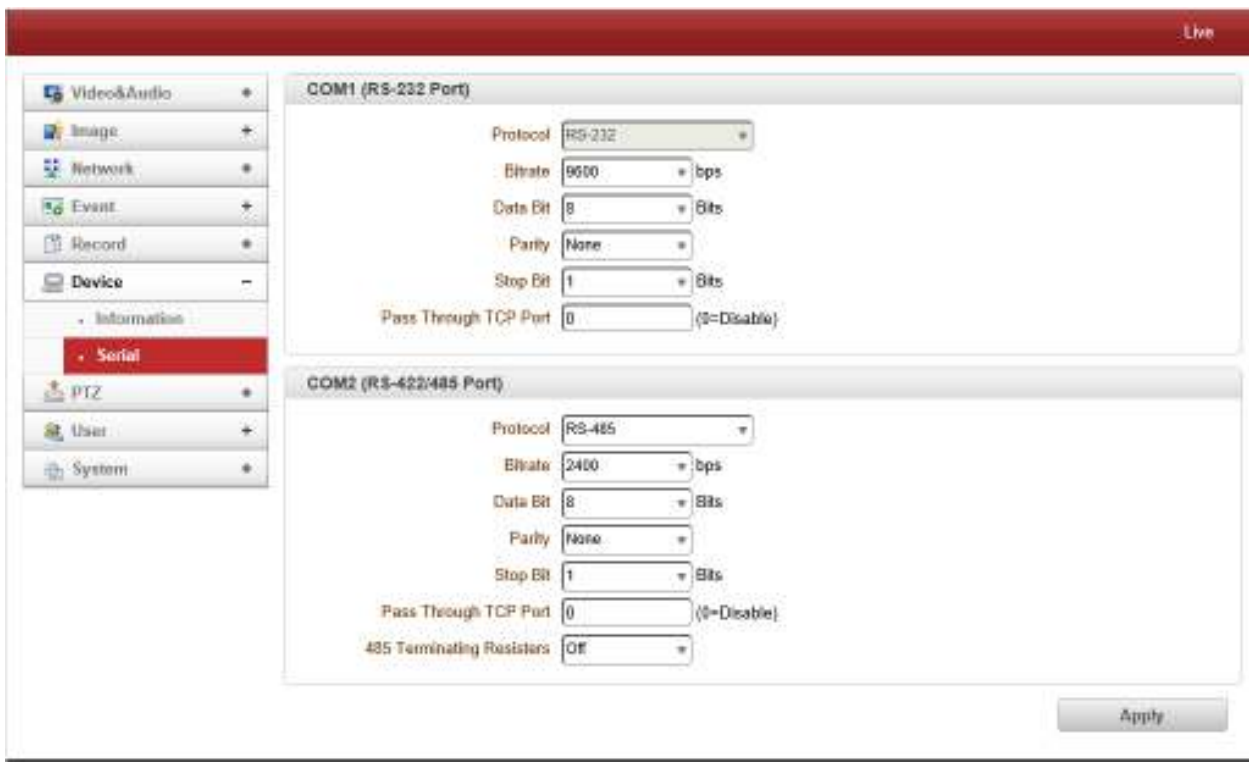 Live
Video&Audio +
Image +
Network +
Event +
Record +
Device −
Information
Serial
PTZ +
User +
System +
COM1 (RS-232 Port)
Protocol RS-232
Bitrate 9600 bps
Data Bit 8 Bits
Parity None
Stop Bit 1 Bits
Pass Through TCP Port 0 (0=Disable)
COM2 (RS-422/485 Port)
Protocol RS-485
Bitrate 2400 bps
Data Bit 8 Bits
Parity None
Stop Bit 1 Bits
Pass Through TCP Port 0 (0=Disable)
485 Terminating Resisters Off
Apply